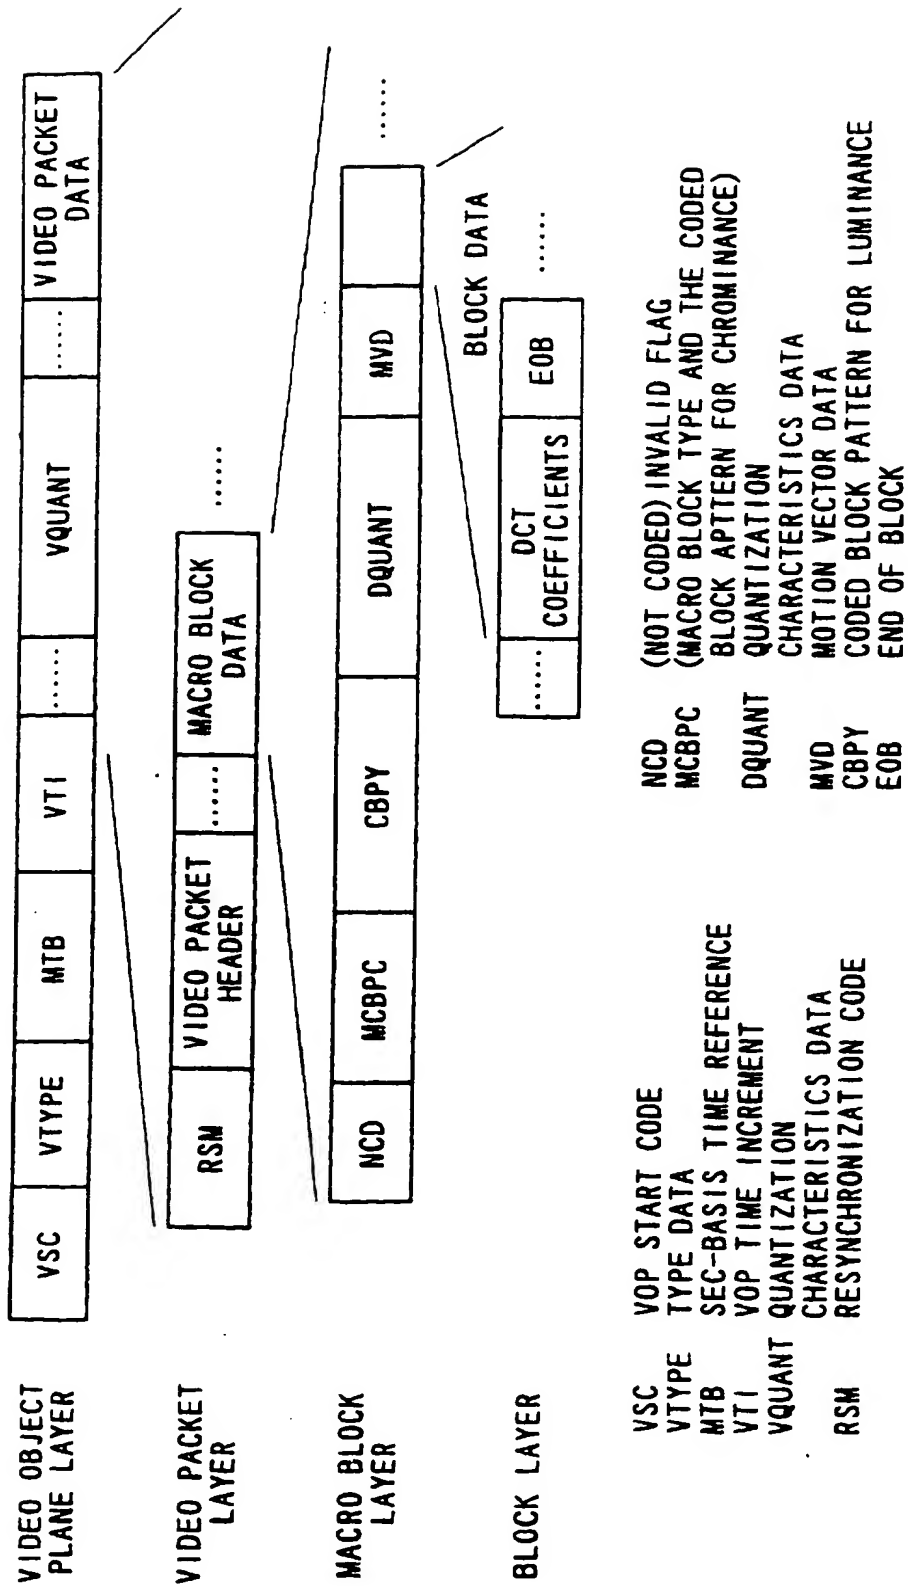 VIDEO OBJECT
PLANE LAYER
VSC VTYPE MTB VTI ...... VQUANT ...... VIDEO PACKET
DATA
VIDEO PACKET
LAYER
RSM VIDEO PACKET
HEADER ...... MACRO BLOCK
DATA ......
MACRO BLOCK
LAYER
NCD MCBPC CBPY DQUANT MVD ......
BLOCK DATA
BLOCK LAYER
...... DCT
COEFFICIENTS EOB ......
VSC VOP START CODE
VTYPE TYPE DATA
MTB SEC-BASIS TIME REFERENCE
VTI VOP TIME INCREMENT
VQUANT QUANTIZATION
CHARACTERISTICS DATA
RSM RESYNCHRONIZATION CODE
NCD (NOT CODED) INVALID FLAG
MCBPC (MACRO BLOCK TYPE AND THE CODED
BLOCK APTTERN FOR CHROMINANCE)
DQUANT QUANTIZATION
CHARACTERISTICS DATA
MVD MOTION VECTOR DATA
CBPY CODED BLOCK PATTERN FOR LUMINANCE
EOB END OF BLOCK